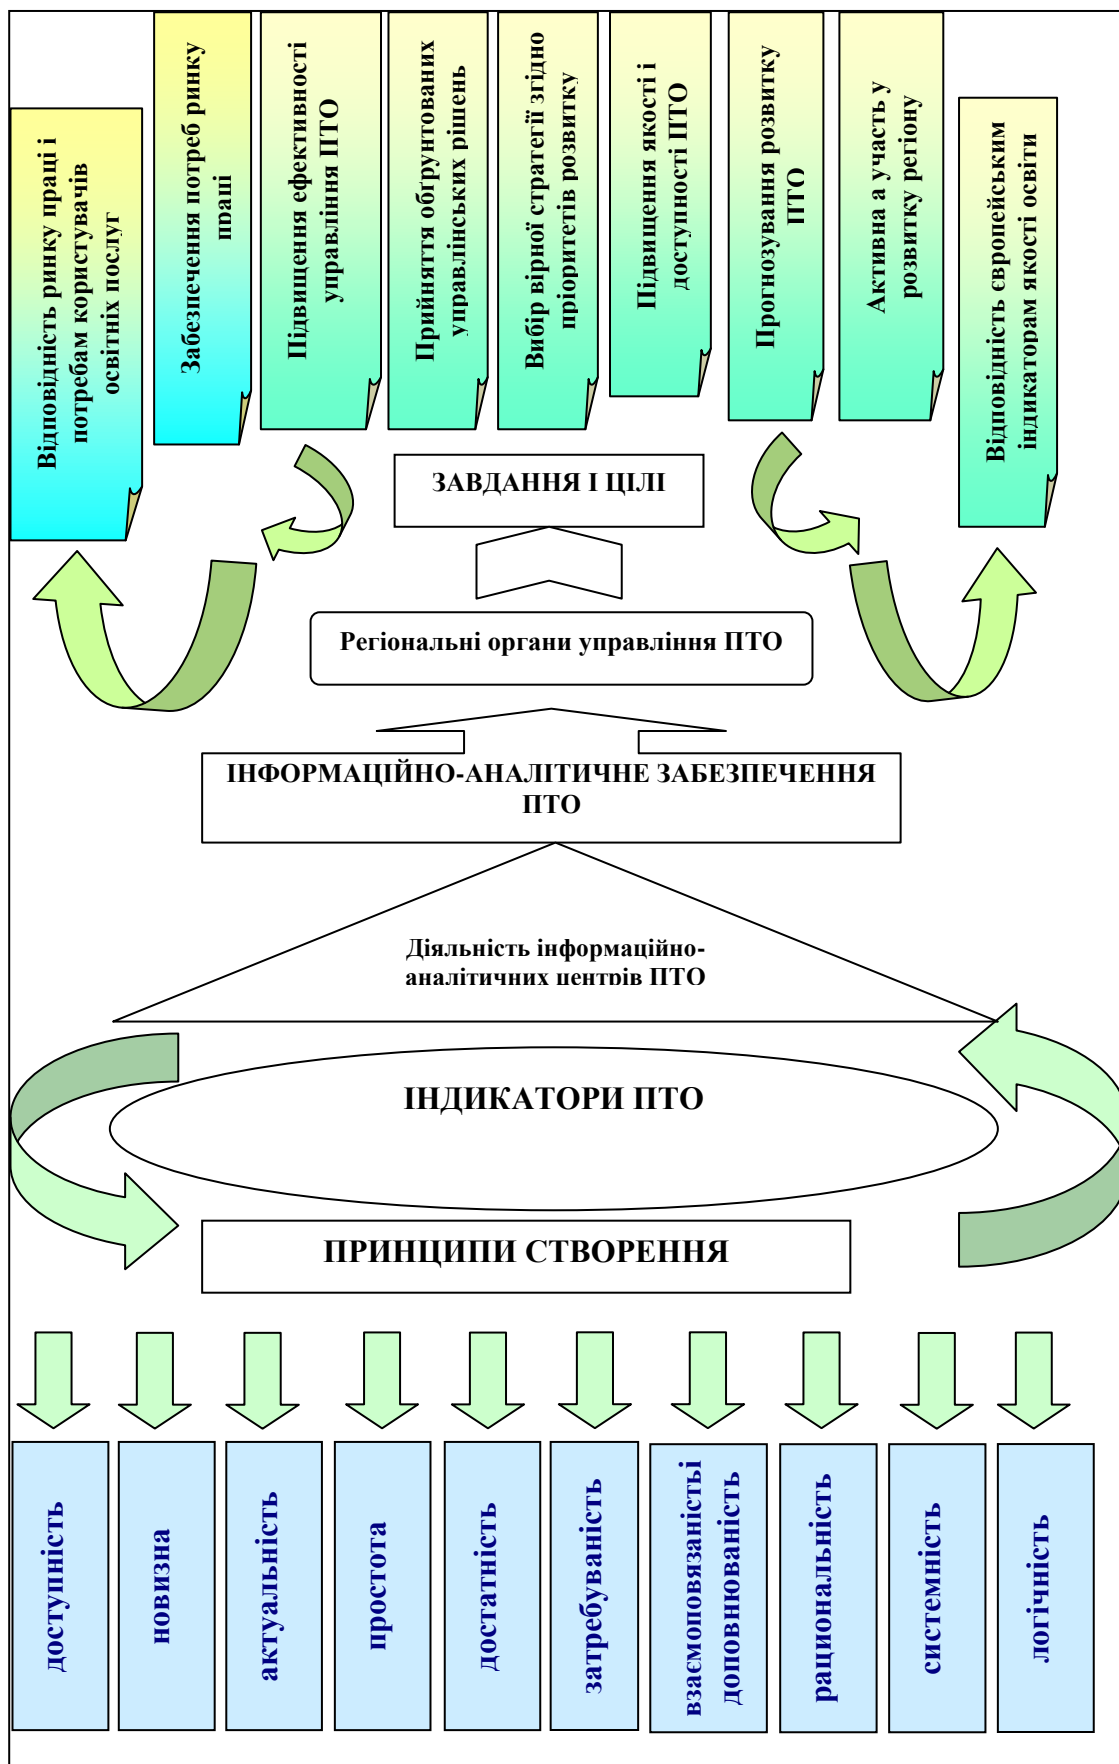 Відповідність ринку праці і
потребам користувачів
освітніх послуг
Забезпечення потреб ринку
праці
Підвищення ефективності
управління ПТО
Прийняття обґрунтованих
управлінських рішень
Вибір вірної стратегії згідно
пріоритетів розвитку
Підвищення якості і
доступності ПТО
Прогнозування розвитку
ПТО
Активна а участь у
розвитку регіону
Відповідність європейським
індикаторам якості освіти
ЗАВДАННЯ І ЦІЛІ
Регіональні органи управління ПТО
ІНФОРМАЦІЙНО-АНАЛІТИЧНЕ ЗАБЕЗПЕЧЕННЯ
ПТО
Діяльність інформаційно-
аналітичних центрів ПТО
ІНДИКАТОРИ ПТО
ПРИНЦИПИ СТВОРЕННЯ
доступність
новизна
актуальність
простота
достатність
затребуваність
взаємоповязаністьі
доповнюваність
раціональність
системність
логічність